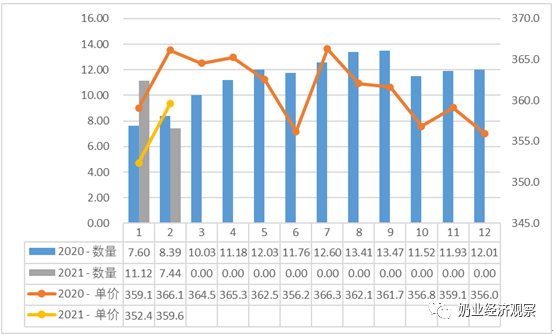 16.00 370.0
14.00 365.0
12.00
10.00 360.0
8.00
6.00 355.0
4.00 350.0
2.00
0.00 345.0
1 2 3 4 5 6 7 8 9 10 11 12
2020 - 数量 7.60 8.39 10.03 11.18 12.03 11.76 12.60 13.41 13.47 11.52 11.93 12.01
2021 - 数量 11.12 7.44 0.00 0.00 0.00 0.00 0.00 0.00 0.00 0.00 0.00 0.00
2020 - 单价 359.1 366.1 364.5 365.3 362.5 356.2 366.3 362.1 361.7 356.8 359.1 356.0
2021 - 单价 352.4 359.6
奶业经济观察